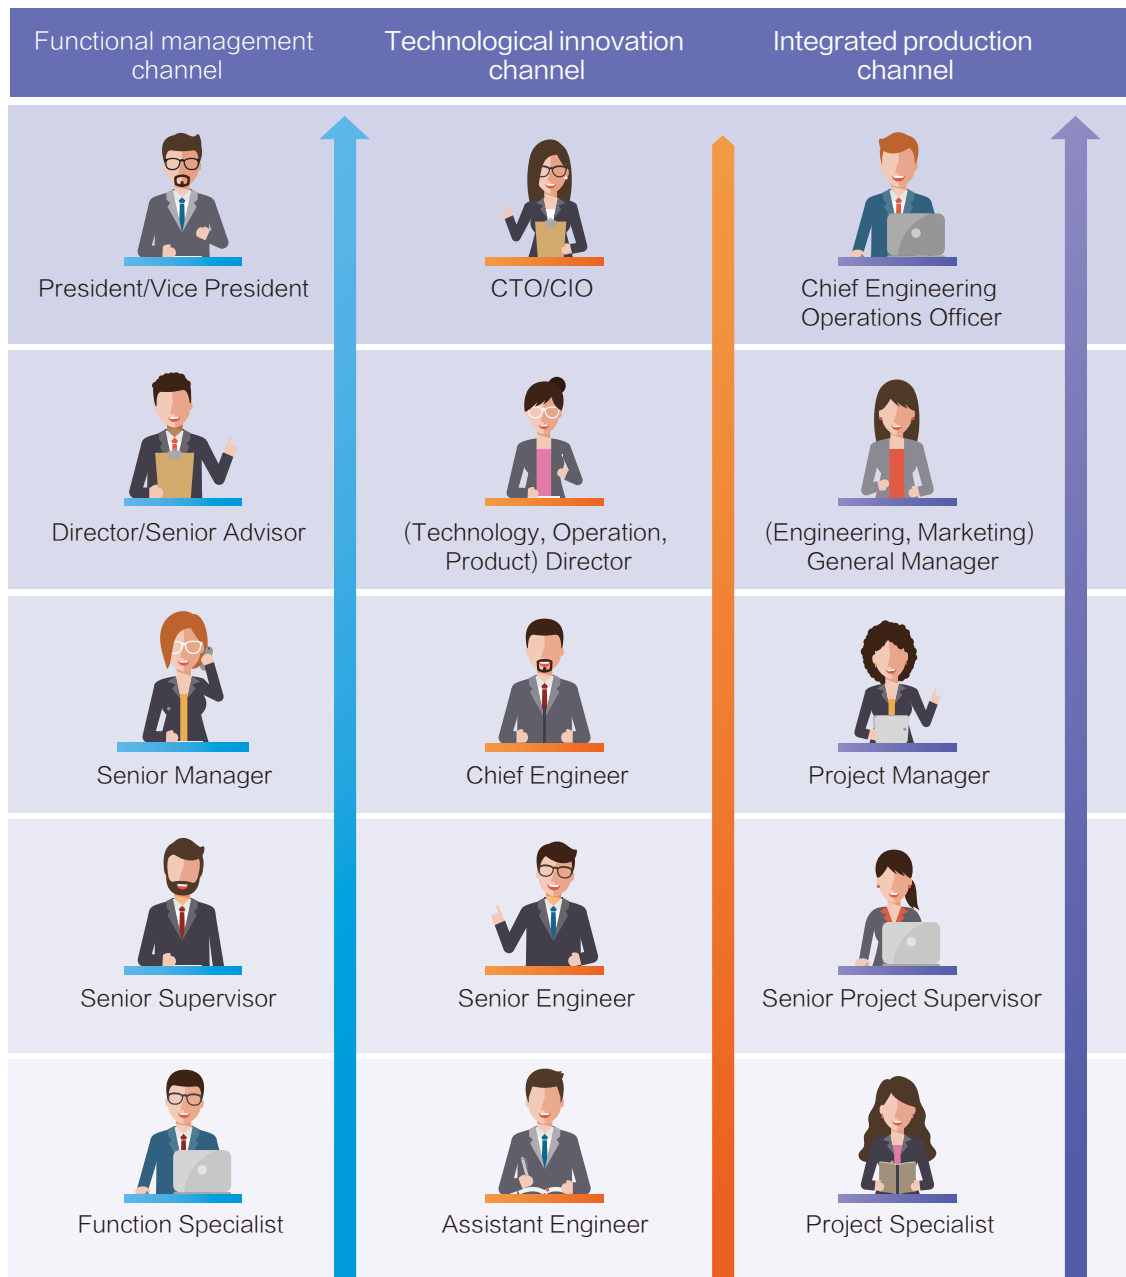 Functional management
channel
Technological innovation
channel
Integrated production
channel
President/Vice President
CTO/CIO
Chief Engineering
Operations Officer
Director/Senior Advisor
(Technology, Operation,
Product) Director
(Engineering, Marketing)
General Manager
Senior Manager
Chief Engineer
Project Manager
Senior Supervisor
Senior Engineer
Senior Project Supervisor
Function Specialist
Assistant Engineer
Project Specialist